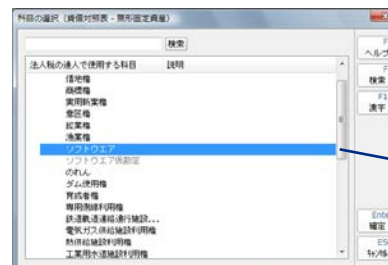 科目の選択（貸借対照表 - 無形固定資産）
検索
法人税の達人で使用する科目 説明
借地権
商標権
実用新案権
意匠権
鉱業権
漁業権
ソフトウエア
ソフトウエア仮勘定
のれん
ダム使用権
育成者権
専用側線利用権
鉄道軌道連絡通行施設...
電気ガス供給施設利用権
熱供給施設利用権
工業用水道施設利用権
ヘルプ
検索
F1
漢字
Ente
確定
ES
ｷｬﾝｾﾙ